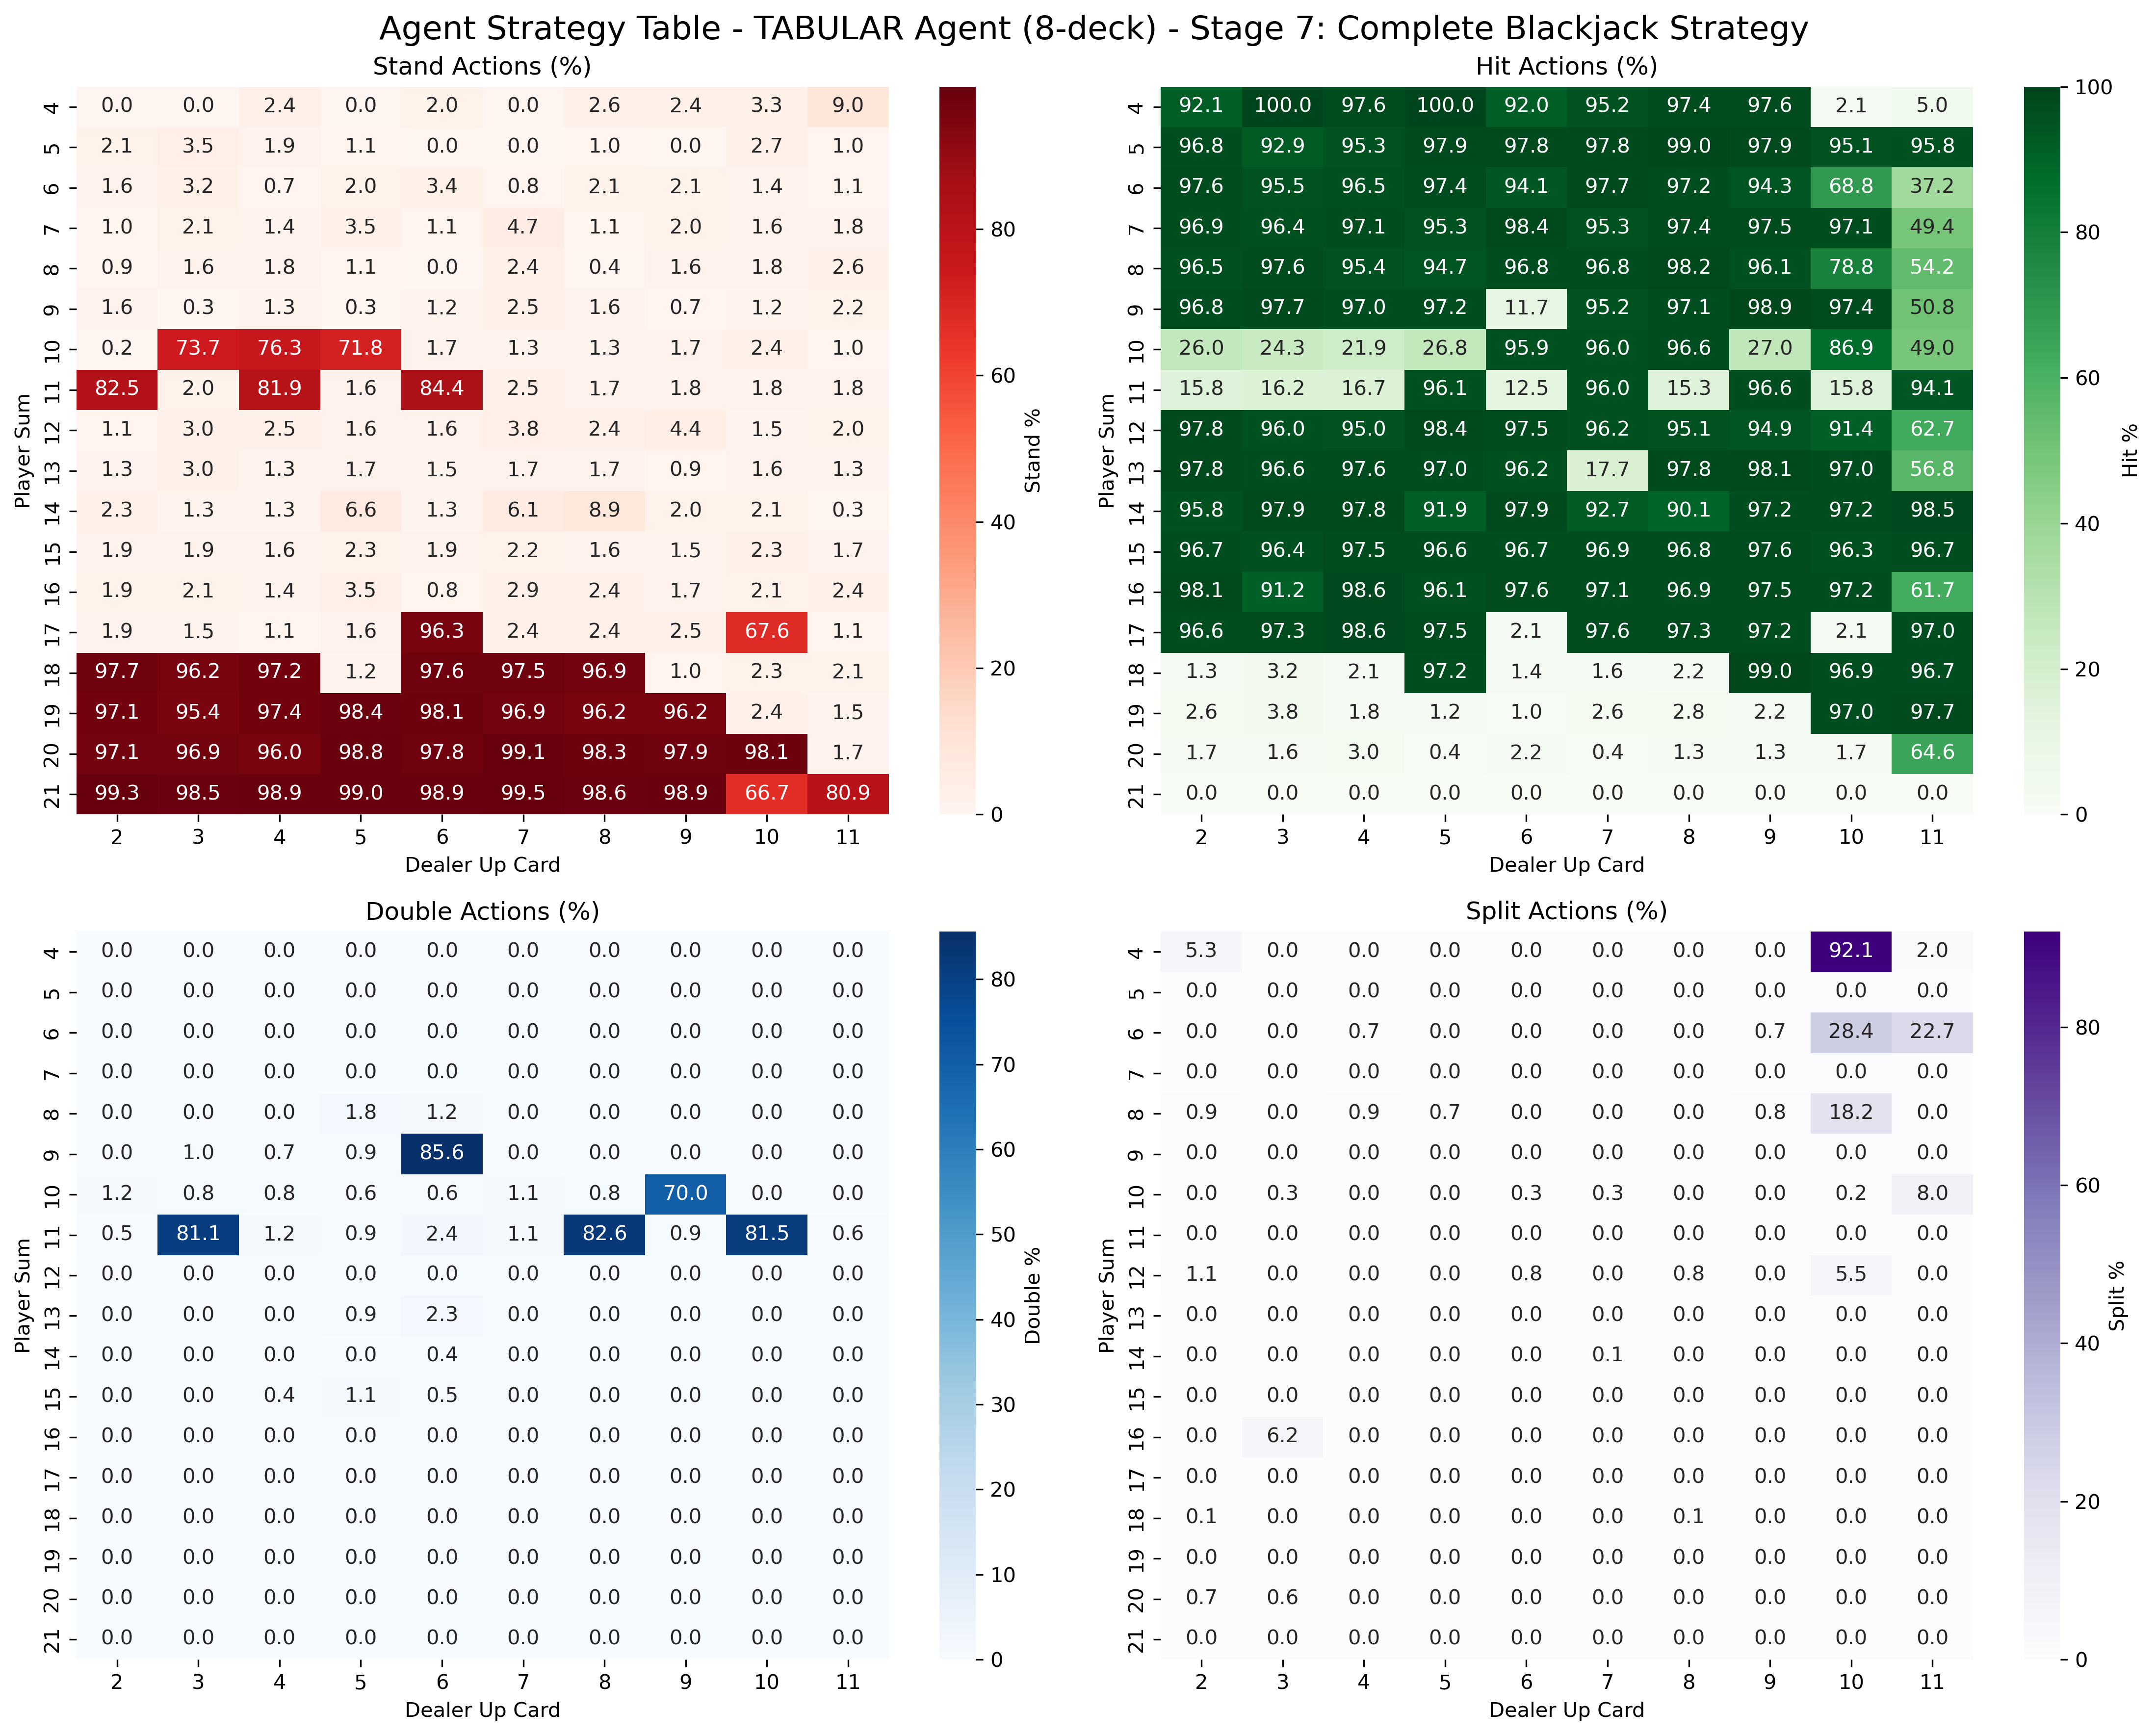 Agent Strategy Table - TABULAR Agent (8-deck) - Stage 7: Complete Blackjack Strategy
Stand Actions (%)
4 0.0 0.0 2.4 0.0 2.0 0.0 2.6 2.4 3.3 9.0
5 2.1 3.5 1.9 1.1 0.0 0.0 1.0 0.0 2.7 1.0
6 1.6 3.2 0.7 2.0 3.4 0.8 2.1 2.1 1.4 1.1
7 1.0 2.1 1.4 3.5 1.1 4.7 1.1 2.0 1.6 1.8
8 0.9 1.6 1.8 1.1 0.0 2.4 0.4 1.6 1.8 2.6
9 1.6 0.3 1.3 0.3 1.2 2.5 1.6 0.7 1.2 2.2
10 0.2 73.7 76.3 71.8 1.7 1.3 1.3 1.7 2.4 1.0
11 82.5 2.0 81.9 1.6 84.4 2.5 1.7 1.8 1.8 1.8
12 1.1 3.0 2.5 1.6 1.6 3.8 2.4 4.4 1.5 2.0
13 1.3 3.0 1.3 1.7 1.5 1.7 1.7 0.9 1.6 1.3
14 2.3 1.3 1.3 6.6 1.3 6.1 8.9 2.0 2.1 0.3
15 1.9 1.9 1.6 2.3 1.9 2.2 1.6 1.5 2.3 1.7
16 1.9 2.1 1.4 3.5 0.8 2.9 2.4 1.7 2.1 2.4
17 1.9 1.5 1.1 1.6 96.3 2.4 2.4 2.5 67.6 1.1
18 97.7 96.2 97.2 1.2 97.6 97.5 96.9 1.0 2.3 2.1
19 97.1 95.4 97.4 98.4 98.1 96.9 96.2 96.2 2.4 1.5
20 97.1 96.9 96.0 98.8 97.8 99.1 98.3 97.9 98.1 1.7
21 99.3 98.5 98.9 99.0 98.9 99.5 98.6 98.9 66.7 80.9
2 3 4 5 6 7 8 9 10 11
Dealer Up Card
Player Sum
80
60
40
20
0
Stand %
Hit Actions (%)
4 92.1 100.0 97.6 100.0 92.0 95.2 97.4 97.6 2.1 5.0
5 96.8 92.9 95.3 97.9 97.8 97.8 99.0 97.9 95.1 95.8
6 97.6 95.5 96.5 97.4 94.1 97.7 97.2 94.3 68.8 37.2
7 96.9 96.4 97.1 95.3 98.4 95.3 97.4 97.5 97.1 49.4
8 96.5 97.6 95.4 94.7 96.8 96.8 98.2 96.1 78.8 54.2
9 96.8 97.7 97.0 97.2 11.7 95.2 97.1 98.9 97.4 50.8
10 26.0 24.3 21.9 26.8 95.9 96.0 96.6 27.0 86.9 49.0
11 15.8 16.2 16.7 96.1 12.5 96.0 15.3 96.6 15.8 94.1
12 97.8 96.0 95.0 98.4 97.5 96.2 95.1 94.9 91.4 62.7
13 97.8 96.6 97.6 97.0 96.2 17.7 97.8 98.1 97.0 56.8
14 95.8 97.9 97.8 91.9 97.9 92.7 90.1 97.2 97.2 98.5
15 96.7 96.4 97.5 96.6 96.7 96.9 96.8 97.6 96.3 96.7
16 98.1 91.2 98.6 96.1 97.6 97.1 96.9 97.5 97.2 61.7
17 96.6 97.3 98.6 97.5 2.1 97.6 97.3 97.2 2.1 97.0
18 1.3 3.2 2.1 97.2 1.4 1.6 2.2 99.0 96.9 96.7
19 2.6 3.8 1.8 1.2 1.0 2.6 2.8 2.2 97.0 97.7
20 1.7 1.6 3.0 0.4 2.2 0.4 1.3 1.3 1.7 64.6
21 0.0 0.0 0.0 0.0 0.0 0.0 0.0 0.0 0.0 0.0
2 3 4 5 6 7 8 9 10 11
Dealer Up Card
Player Sum
100
80
60
40
20
0
Hit %
Double Actions (%)
4 0.0 0.0 0.0 0.0 0.0 0.0 0.0 0.0 0.0 0.0
5 0.0 0.0 0.0 0.0 0.0 0.0 0.0 0.0 0.0 0.0
6 0.0 0.0 0.0 0.0 0.0 0.0 0.0 0.0 0.0 0.0
7 0.0 0.0 0.0 0.0 0.0 0.0 0.0 0.0 0.0 0.0
8 0.0 0.0 0.0 1.8 1.2 0.0 0.0 0.0 0.0 0.0
9 0.0 1.0 0.7 0.9 85.6 0.0 0.0 0.0 0.0 0.0
10 1.2 0.8 0.8 0.6 0.6 1.1 0.8 70.0 0.0 0.0
11 0.5 81.1 1.2 0.9 2.4 1.1 82.6 0.9 81.5 0.6
12 0.0 0.0 0.0 0.0 0.0 0.0 0.0 0.0 0.0 0.0
13 0.0 0.0 0.0 0.9 2.3 0.0 0.0 0.0 0.0 0.0
14 0.0 0.0 0.0 0.0 0.4 0.0 0.0 0.0 0.0 0.0
15 0.0 0.0 0.4 1.1 0.5 0.0 0.0 0.0 0.0 0.0
16 0.0 0.0 0.0 0.0 0.0 0.0 0.0 0.0 0.0 0.0
17 0.0 0.0 0.0 0.0 0.0 0.0 0.0 0.0 0.0 0.0
18 0.0 0.0 0.0 0.0 0.0 0.0 0.0 0.0 0.0 0.0
19 0.0 0.0 0.0 0.0 0.0 0.0 0.0 0.0 0.0 0.0
20 0.0 0.0 0.0 0.0 0.0 0.0 0.0 0.0 0.0 0.0
21 0.0 0.0 0.0 0.0 0.0 0.0 0.0 0.0 0.0 0.0
2 3 4 5 6 7 8 9 10 11
Dealer Up Card
Player Sum
80
70
60
50
40
30
20
10
0
Double %
Split Actions (%)
4 5.3 0.0 0.0 0.0 0.0 0.0 0.0 0.0 92.1 2.0
5 0.0 0.0 0.0 0.0 0.0 0.0 0.0 0.0 0.0 0.0
6 0.0 0.0 0.7 0.0 0.0 0.0 0.0 0.7 28.4 22.7
7 0.0 0.0 0.0 0.0 0.0 0.0 0.0 0.0 0.0 0.0
8 0.9 0.0 0.9 0.7 0.0 0.0 0.0 0.8 18.2 0.0
9 0.0 0.0 0.0 0.0 0.0 0.0 0.0 0.0 0.0 0.0
10 0.0 0.3 0.0 0.0 0.3 0.3 0.0 0.0 0.2 8.0
11 0.0 0.0 0.0 0.0 0.0 0.0 0.0 0.0 0.0 0.0
12 1.1 0.0 0.0 0.0 0.8 0.0 0.8 0.0 5.5 0.0
13 0.0 0.0 0.0 0.0 0.0 0.0 0.0 0.0 0.0 0.0
14 0.0 0.0 0.0 0.0 0.0 0.1 0.0 0.0 0.0 0.0
15 0.0 0.0 0.0 0.0 0.0 0.0 0.0 0.0 0.0 0.0
16 0.0 6.2 0.0 0.0 0.0 0.0 0.0 0.0 0.0 0.0
17 0.0 0.0 0.0 0.0 0.0 0.0 0.0 0.0 0.0 0.0
18 0.1 0.0 0.0 0.0 0.0 0.0 0.1 0.0 0.0 0.0
19 0.0 0.0 0.0 0.0 0.0 0.0 0.0 0.0 0.0 0.0
20 0.7 0.6 0.0 0.0 0.0 0.0 0.0 0.0 0.0 0.0
21 0.0 0.0 0.0 0.0 0.0 0.0 0.0 0.0 0.0 0.0
2 3 4 5 6 7 8 9 10 11
Dealer Up Card
Player Sum
80
60
40
20
0
Split %